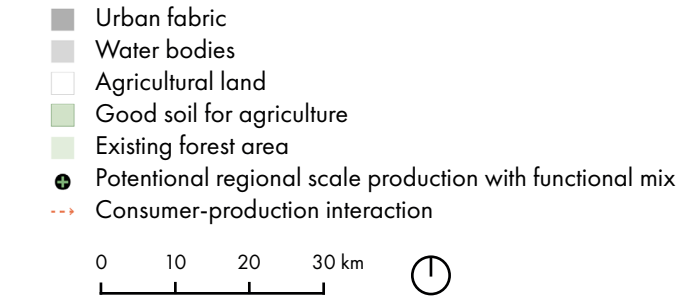 Urban fabric
Water bodies
Agricultural land
Good soil for agriculture
Existing forest area
Potentional regional scale production with functional mix
Consumer-production interaction
0 10 20 30 km